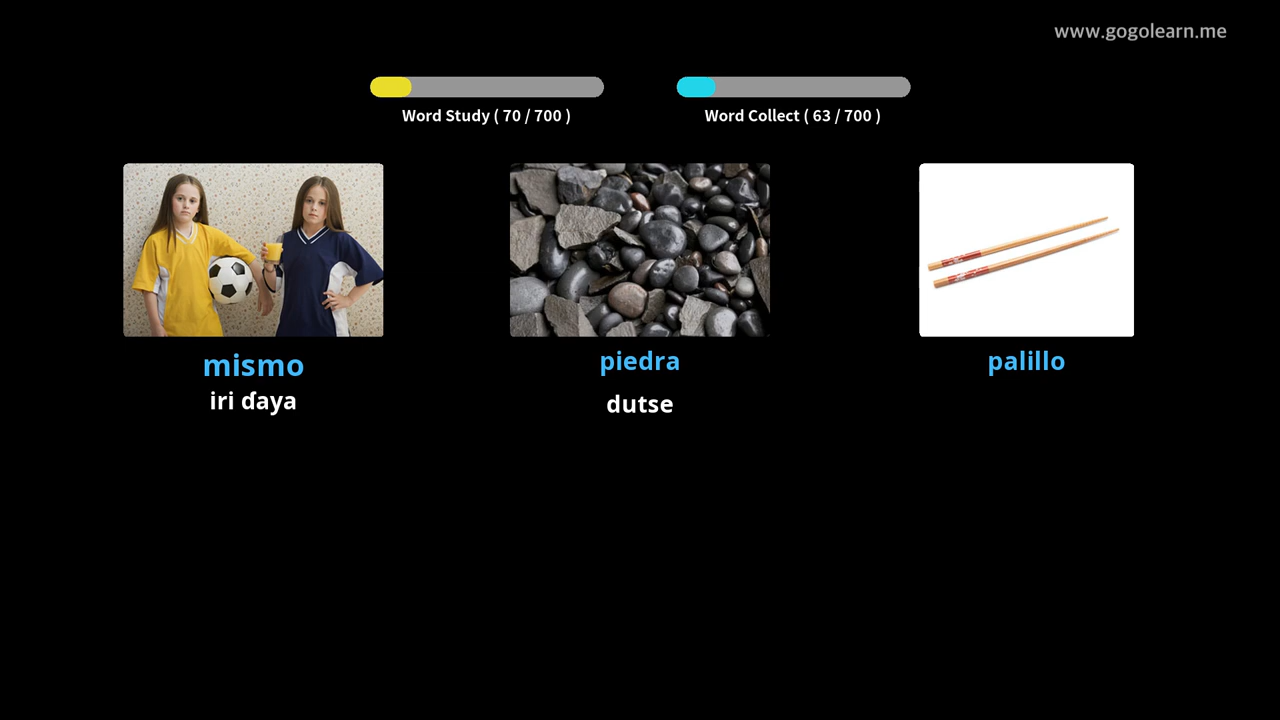 www.gogolearn.me
Word Study ( 70 / 700 )
Word Collect ( 63 / 700 )
mismo
iri ɗaya
piedra
dutse
palillo